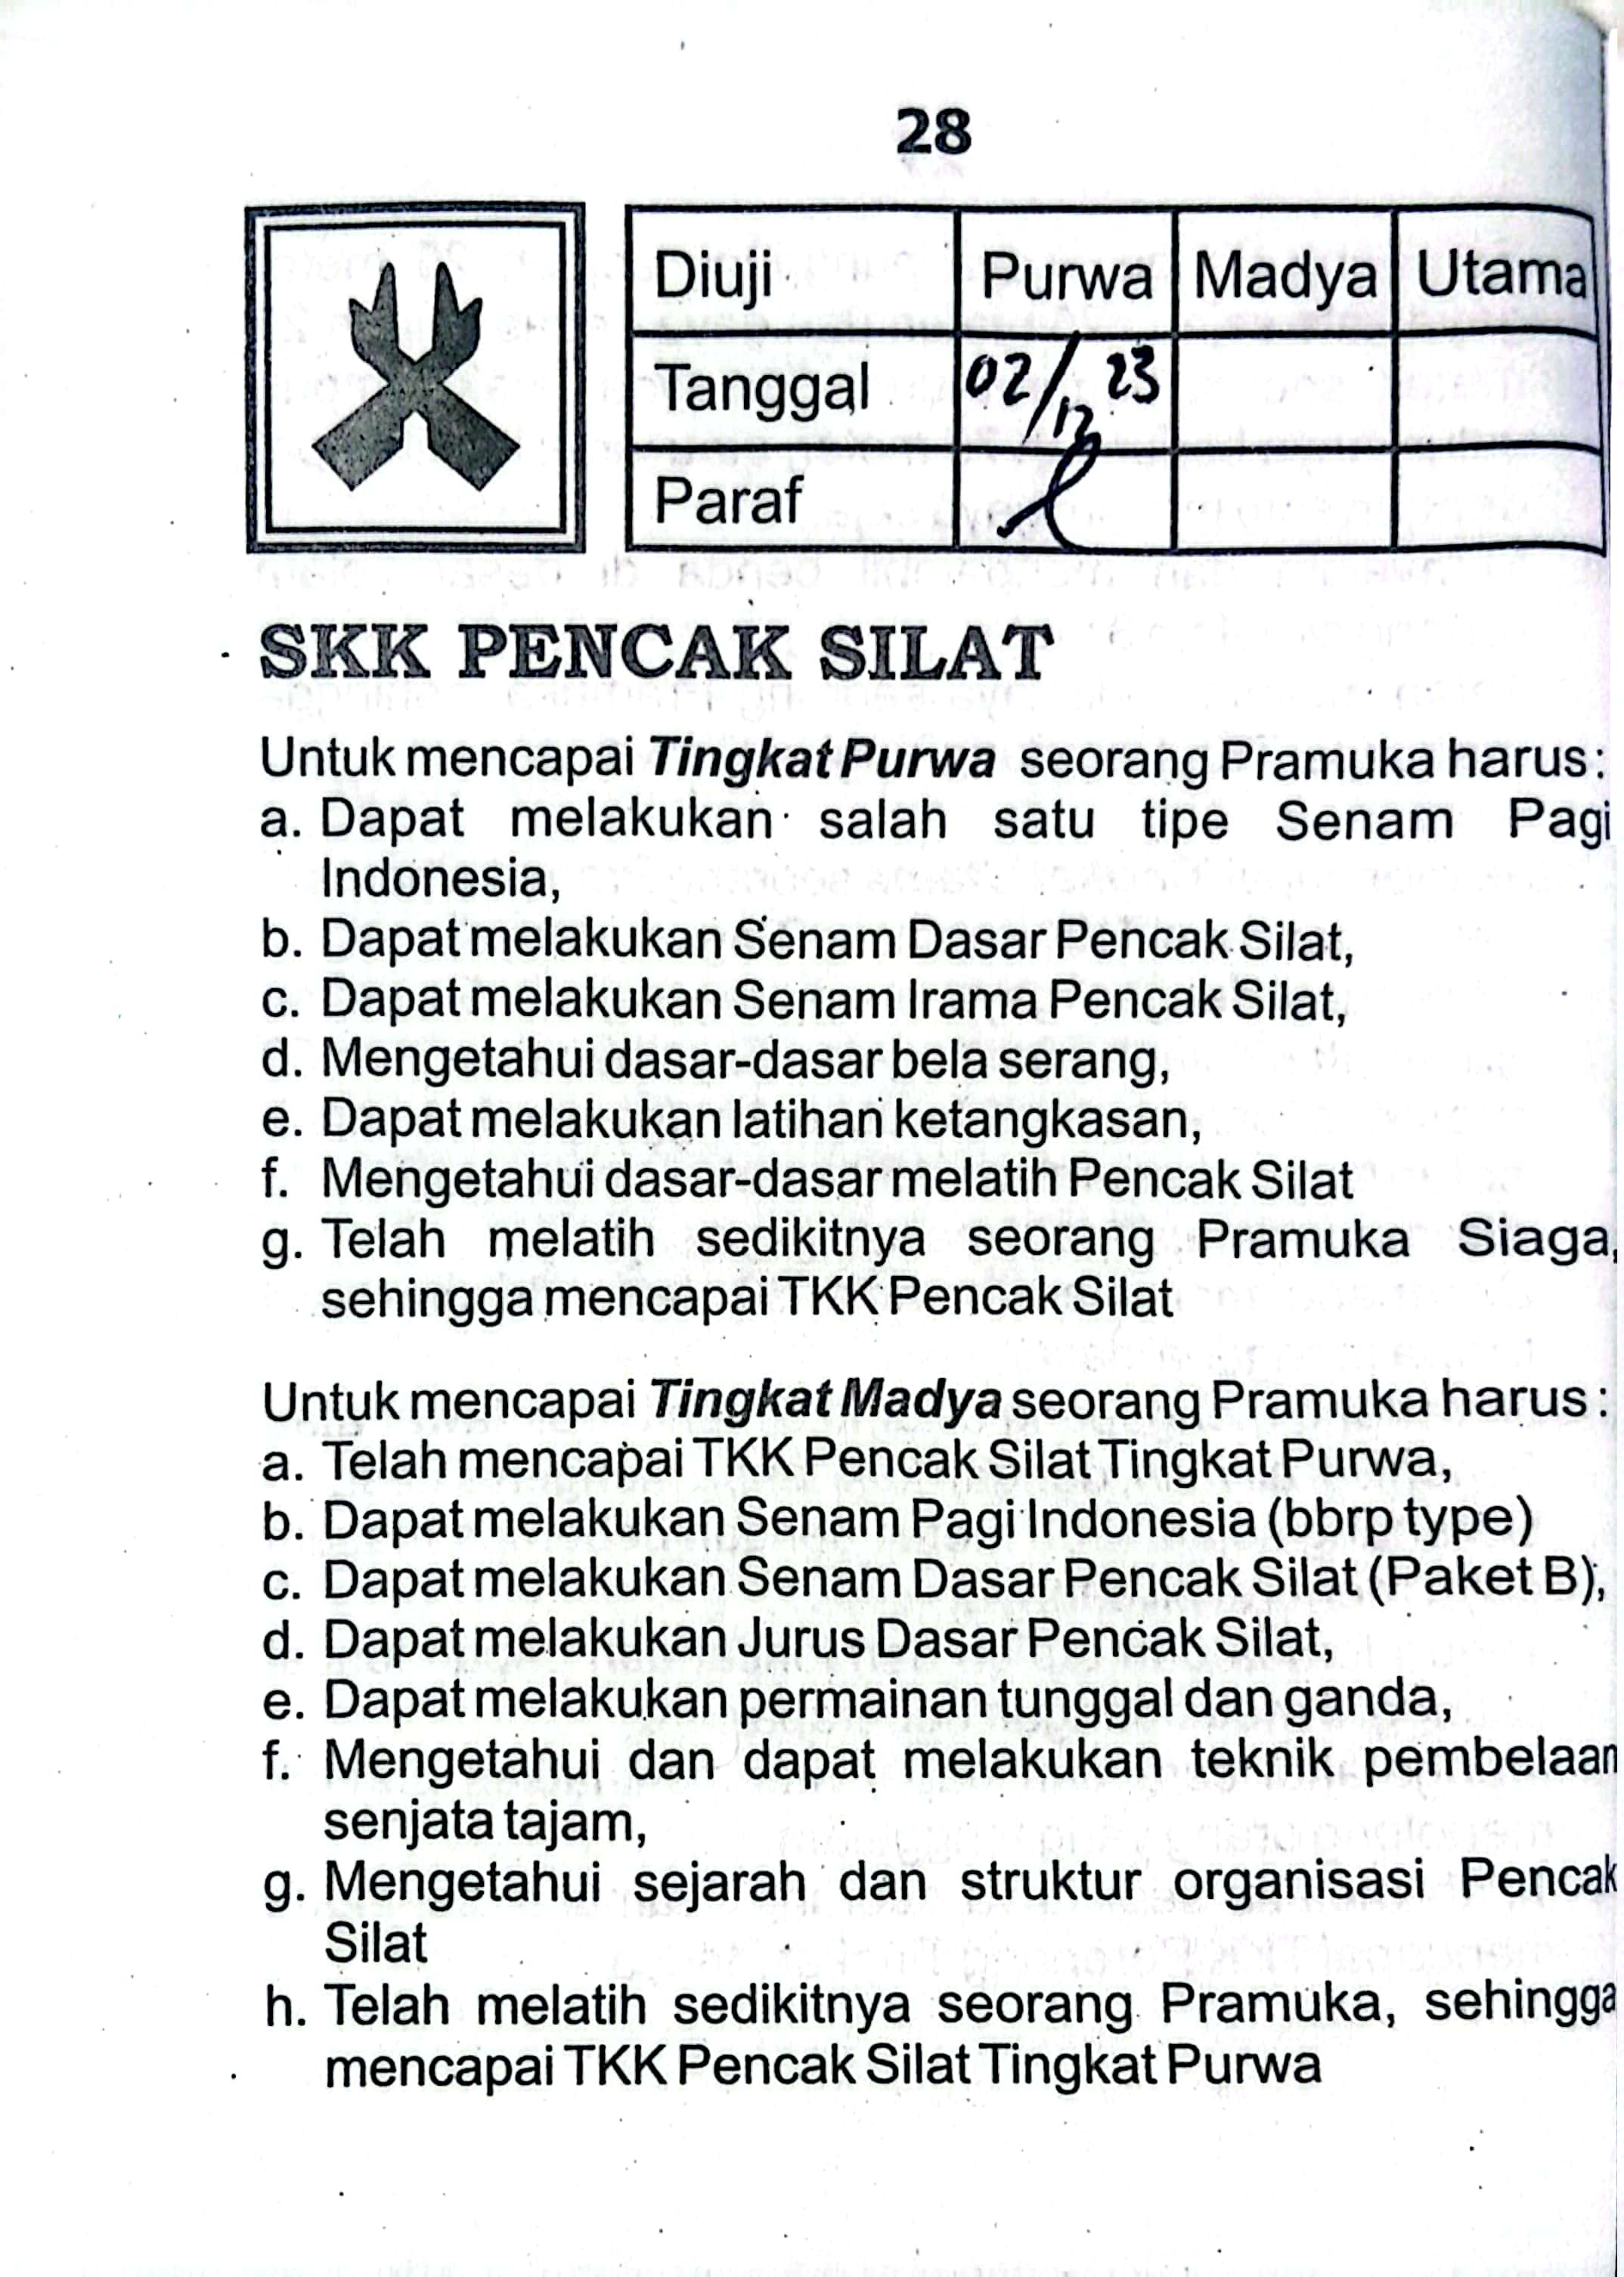 28
Diuji Purwa Madya Utama
Tanggal 02/12 23
Paraf
SKK PENCAK SILAT
Untuk mencapai Tingkat Purwa seorang Pramuka harus:
a. Dapat melakukan salah satu tipe Senam Pagi
Indonesia,
b. Dapat melakukan Senam Dasar Pencak Silat,
c. Dapat melakukan Senam Irama Pencak Silat,
d. Mengetahui dasar-dasar bela serang,
e. Dapat melakukan latihan ketangkasan,
f. Mengetahui dasar-dasar melatih Pencak Silat
g. Telah melatih sedikitnya seorang Pramuka Siaga,
sehingga mencapai TKK Pencak Silat
Untuk mencapai Tingkat Madya seorang Pramuka harus :
a. Telah mencapai TKK Pencak Silat Tingkat Purwa,
b. Dapat melakukan Senam Pagi Indonesia (bbrp type)
c. Dapat melakukan Senam Dasar Pencak Silat (Paket B),
d. Dapat melakukan Jurus Dasar Pencak Silat,
e. Dapat melakukan permainan tunggal dan ganda,
f. Mengetahui dan dapat melakukan teknik pembelaan
senjata tajam,
g. Mengetahui sejarah dan struktur organisasi Pencak
Silat
h. Telah melatih sedikitnya seorang Pramuka, sehingga
mencapai TKK Pencak Silat Tingkat Purwa